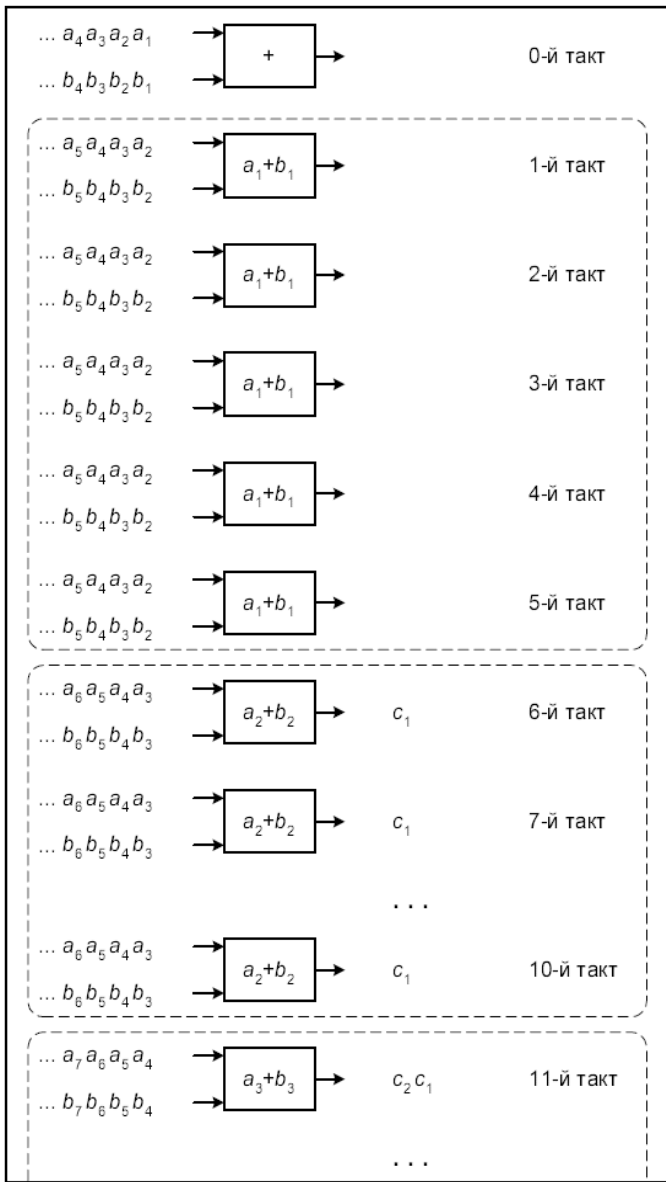 ... a₄a₃a₂a₁
+ 0-й такт
... b₄b₃b₂b₁
... a₅a₄a₃a₂
a₁+b₁ 1-й такт
... b₅b₄b₃b₂
... a₅a₄a₃a₂
a₁+b₁ 2-й такт
... b₅b₄b₃b₂
... a₅a₄a₃a₂
a₁+b₁ 3-й такт
... b₅b₄b₃b₂
... a₅a₄a₃a₂
a₁+b₁ 4-й такт
... b₅b₄b₃b₂
... a₅a₄a₃a₂
a₁+b₁ 5-й такт
... b₅b₄b₃b₂
... a₆a₅a₄a₃
a₂+b₂ c₁ 6-й такт
... b₆b₅b₄b₃
... a₆a₅a₄a₃
a₂+b₂ c₁ 7-й такт
... b₆b₅b₄b₃
...
... a₆a₅a₄a₃
a₂+b₂ c₁ 10-й такт
... b₆b₅b₄b₃
... a₇a₆a₅a₄
a₃+b₃ c₂c₁ 11-й такт
... b₇b₆b₅b₄
...